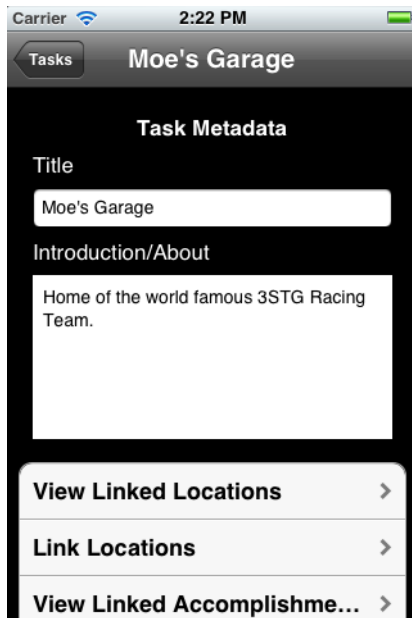 Carrier 2:22 PM
Tasks Moe's Garage
Task Metadata
Title
Moe's Garage
Introduction/About
Home of the world famous 3STG Racing
Team.
View Linked Locations
Link Locations
View Linked Accomplishme...